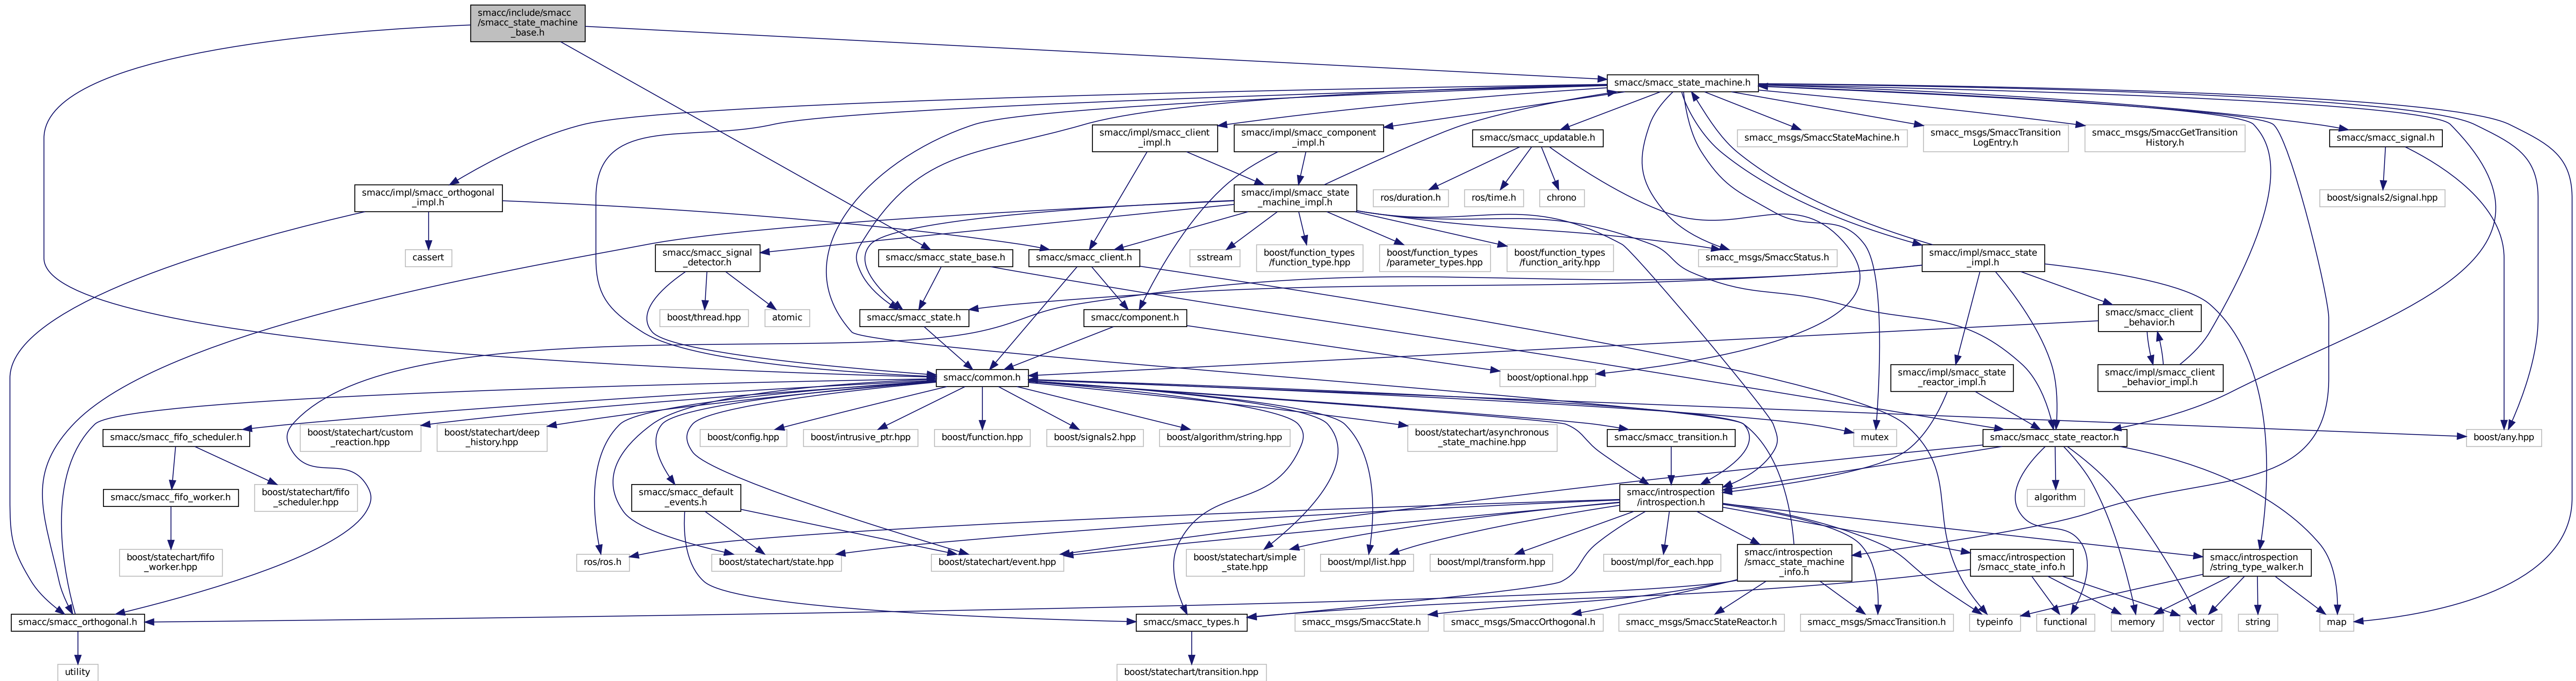 smacc/include/smacc
/smacc_state_machine
_base.h
smacc/smacc_state_machine.h
smacc/impl/smacc_client
_impl.h
smacc/impl/smacc_component
_impl.h
smacc/smacc_updatable.h
smacc_msgs/SmaccStateMachine.h
smacc_msgs/SmaccTransition
LogEntry.h
smacc_msgs/SmaccGetTransition
History.h
smacc/smacc_signal.h
smacc/impl/smacc_orthogonal
_impl.h
smacc/impl/smacc_state
_machine_impl.h
ros/duration.h
ros/time.h
chrono
boost/signals2/signal.hpp
cassert
smacc/smacc_signal
_detector.h
smacc/smacc_state_base.h
smacc/smacc_client.h
sstream
boost/function_types
/function_type.hpp
boost/function_types
/parameter_types.hpp
boost/function_types
/function_arity.hpp
smacc_msgs/SmaccStatus.h
smacc/impl/smacc_state
_impl.h
boost/thread.hpp
atomic
smacc/smacc_state.h
smacc/component.h
smacc/smacc_client
_behavior.h
smacc/common.h
boost/optional.hpp
smacc/impl/smacc_state
_reactor_impl.h
smacc/impl/smacc_client
_behavior_impl.h
smacc/smacc_fifo_scheduler.h
boost/statechart/custom
_reaction.hpp
boost/statechart/deep
_history.hpp
boost/config.hpp
boost/intrusive_ptr.hpp
boost/function.hpp
boost/signals2.hpp
boost/algorithm/string.hpp
boost/statechart/asynchronous
_state_machine.hpp
smacc/smacc_transition.h
mutex
smacc/smacc_state_reactor.h
boost/any.hpp
smacc/smacc_fifo_worker.h
boost/statechart/fifo
_scheduler.hpp
smacc/smacc_default
_events.h
smacc/introspection
/introspection.h
algorithm
boost/statechart/fifo
_worker.hpp
ros/ros.h
boost/statechart/state.hpp
boost/statechart/event.hpp
boost/statechart/simple
_state.hpp
boost/mpl/list.hpp
boost/mpl/transform.hpp
boost/mpl/for_each.hpp
smacc/introspection
/smacc_state_machine
_info.h
smacc/introspection
/smacc_state_info.h
smacc/introspection
/string_type_walker.h
smacc/smacc_orthogonal.h
smacc/smacc_types.h
smacc_msgs/SmaccState.h
smacc_msgs/SmaccOrthogonal.h
smacc_msgs/SmaccStateReactor.h
smacc_msgs/SmaccTransition.h
typeinfo
functional
memory
vector
string
map
utility
boost/statechart/transition.hpp